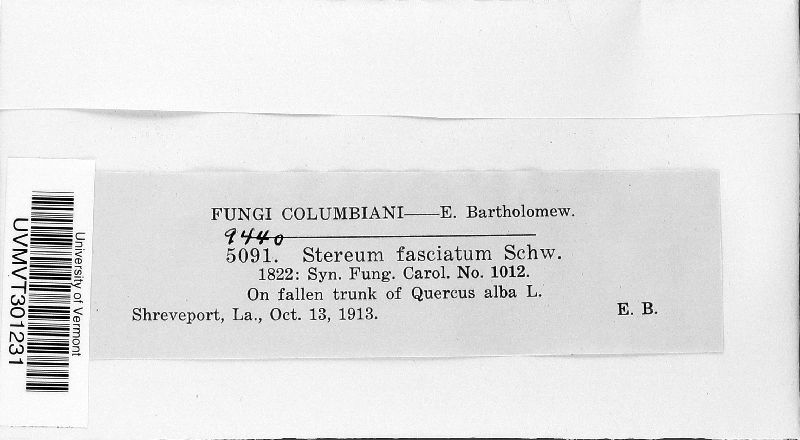 FUNGI COLUMBIANI——E. Bartholomew.
9440
5091. Stereum fasciatum Schw.
1822: Syn. Fung. Carol. No. 1012.
On fallen trunk of Quercus alba L.
Shreveport, La., Oct. 13, 1913.
E. B.
University of Vermont
UVMVT301231